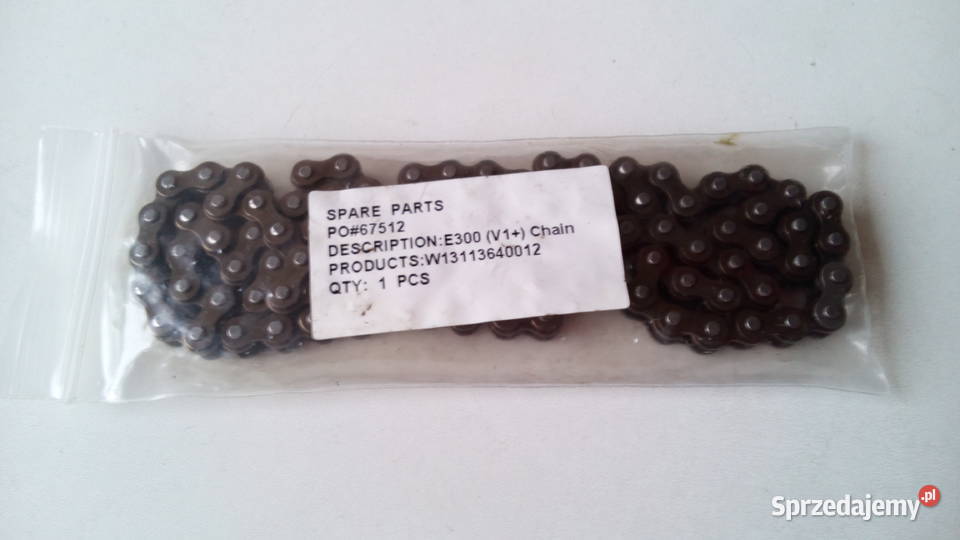 SPARE PARTS
PO#67512
DESCRIPTION:E300 (V1+) Chain
PRODUCTS:W13113640012
QTY: 1 PCS
Sprzedajemy.pl